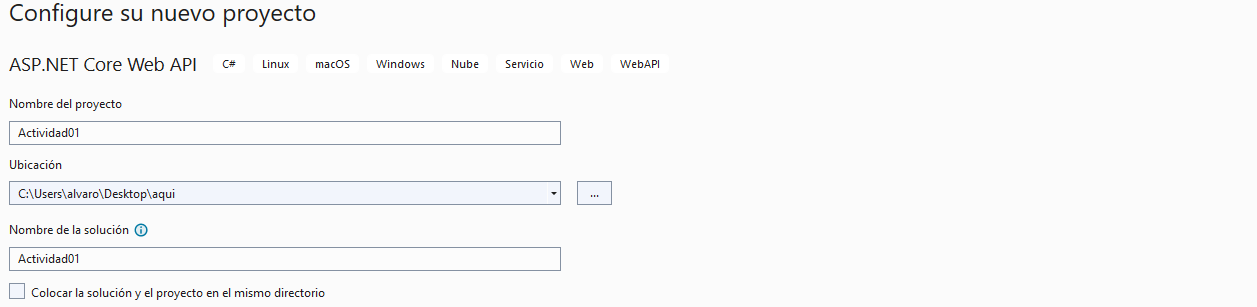 Configure su nuevo proyecto
ASP.NET Core Web API C# Linux macOS Windows Nube Servicio Web WebAPI
Nombre del proyecto
Actividad01
Ubicación
C:\Users\alvaro\Desktop\aqui
...
Nombre de la solución
Actividad01
Colocar la solución y el proyecto en el mismo directorio